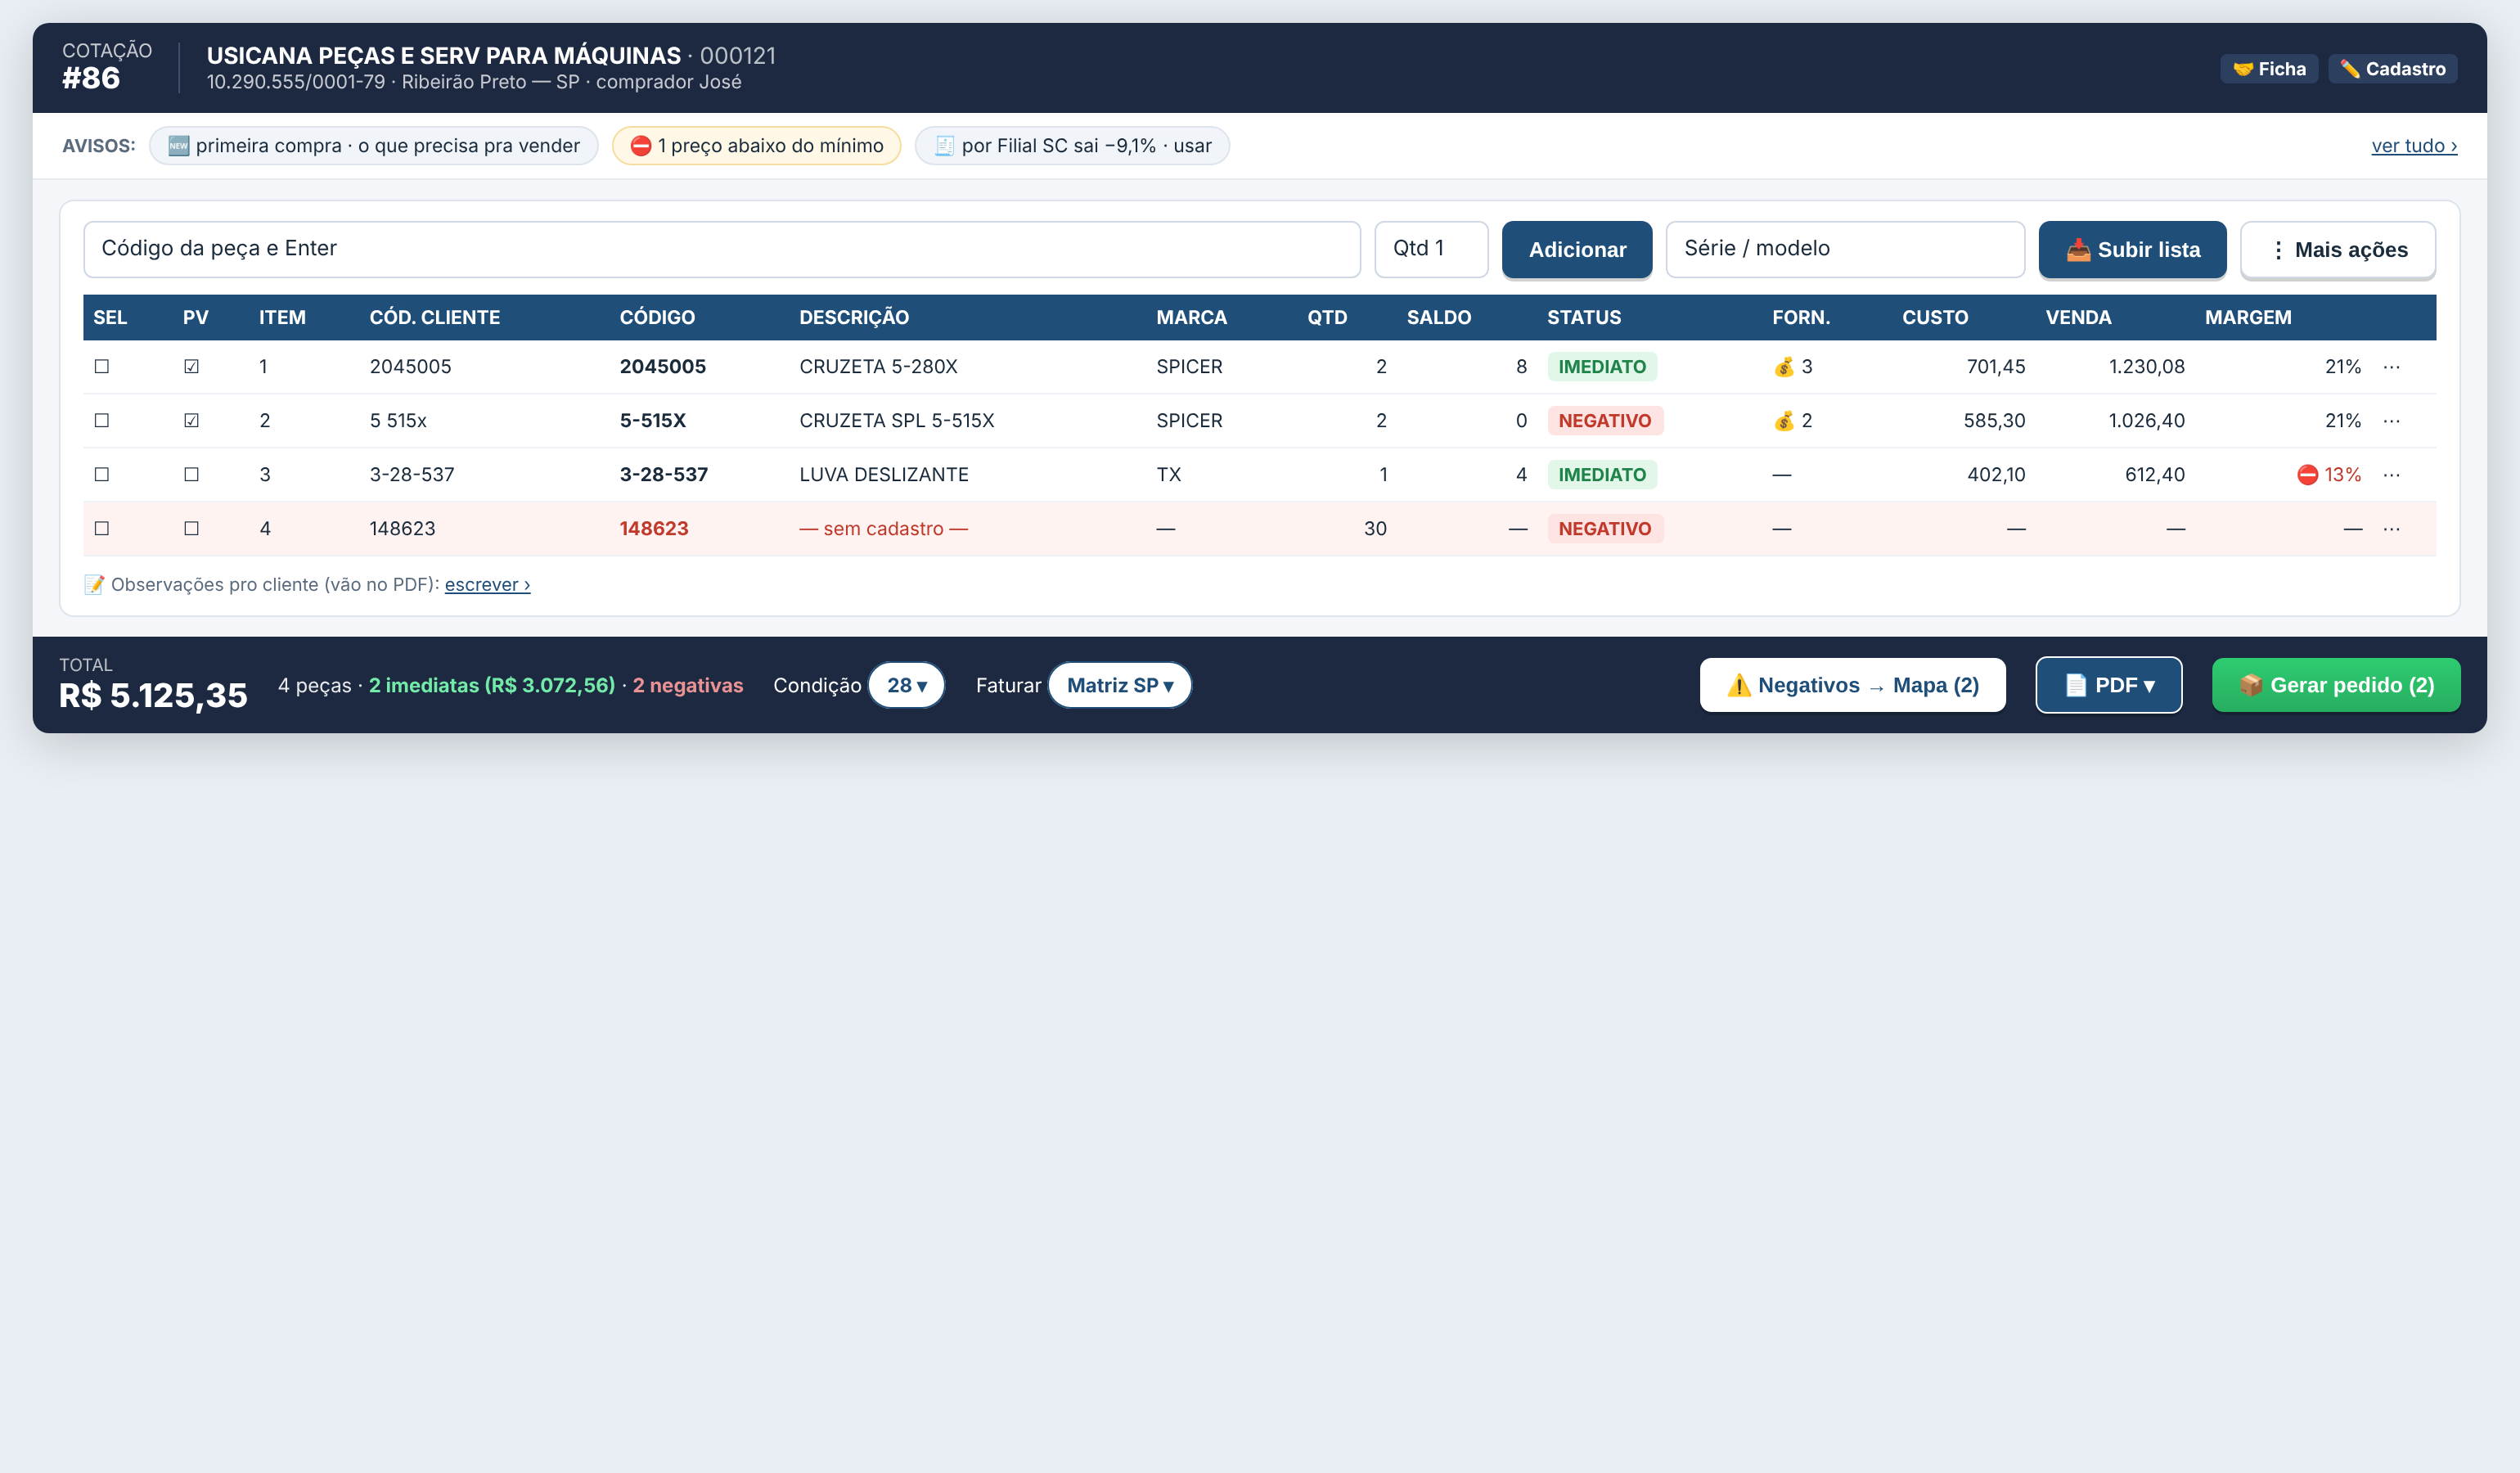 COTAÇÃO
#86
USICANA PEÇAS E SERV PARA MÁQUINAS · 000121
10.290.555/0001-79 · Ribeirão Preto — SP · comprador José
🤝 Ficha
✏️ Cadastro
AVISOS:
🆕 primeira compra · o que precisa pra vender
⛔ 1 preço abaixo do mínimo
🧾 por Filial SC sai −9,1% · usar
ver tudo ›
Código da peça e Enter
Qtd 1
Adicionar
Série / modelo
📥 Subir lista
⋮ Mais ações
SEL PV ITEM CÓD. CLIENTE CÓDIGO DESCRIÇÃO MARCA QTD SALDO STATUS FORN. CUSTO VENDA MARGEM
☐ ☑ 1 2045005 2045005 CRUZETA 5-280X SPICER 2 8 IMEDIATO 💰 3 701,45 1.230,08 21% ···
☐ ☑ 2 5 515x 5-515X CRUZETA SPL 5-515X SPICER 2 0 NEGATIVO 💰 2 585,30 1.026,40 21% ···
☐ ☐ 3 3-28-537 3-28-537 LUVA DESLIZANTE TX 1 4 IMEDIATO — 402,10 612,40 ⛔ 13% ···
☐ ☐ 4 148623 148623 — sem cadastro — — 30 — NEGATIVO — — — — ···
📝 Observações pro cliente (vão no PDF): escrever ›
TOTAL
R$ 5.125,35
4 peças · 2 imediatas (R$ 3.072,56) · 2 negativas
Condição 28 ▾
Faturar Matriz SP ▾
⚠️ Negativos → Mapa (2)
📄 PDF ▾
📦 Gerar pedido (2)